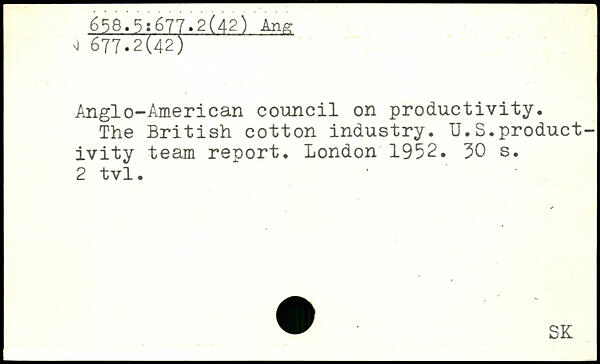 658.5:677.2(42) Ang
√ 677.2(42)
Anglo-American council on productivity.
The British cotton industry. U.S.product-
ivity team report. London 1952. 30 s.
2 tvl.
SK